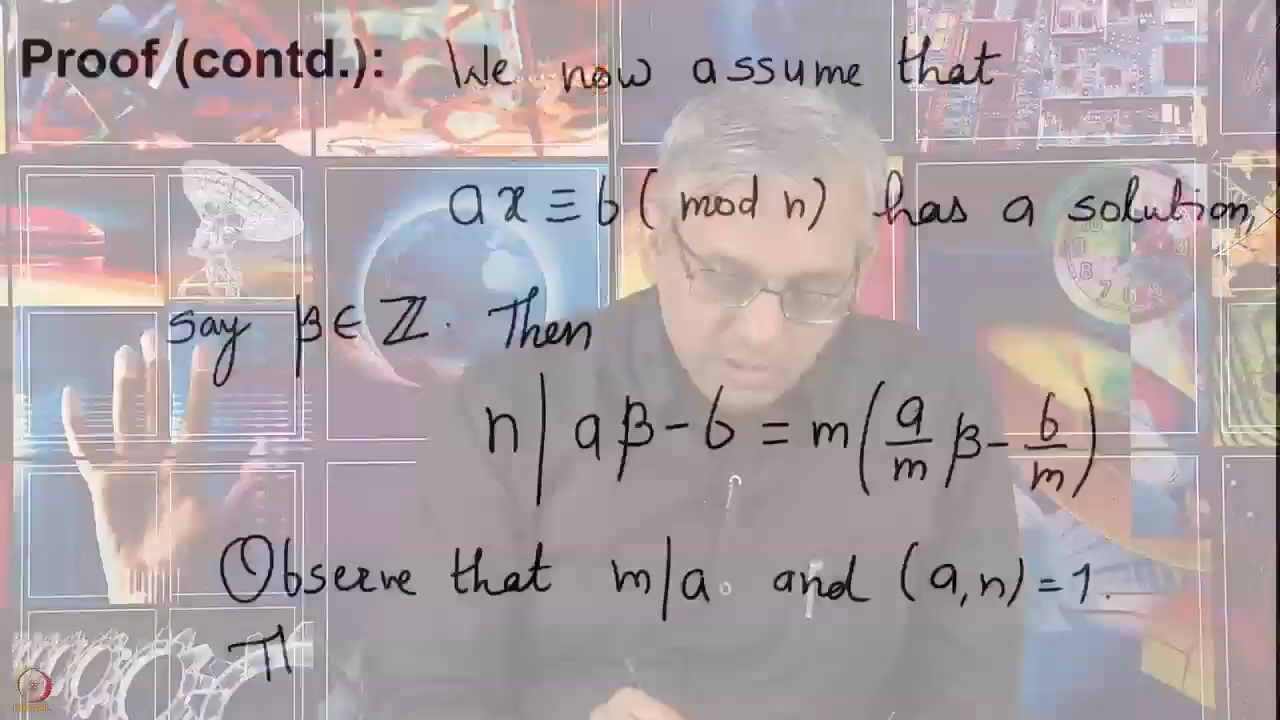 Proof (contd.): We now assume that
ax ≡ b (mod n) has a solution,
say β ∈ ℤ. Then
n | aβ - b = m(a/m β - b/m)
Observe that m/a and (a,n) = 1.